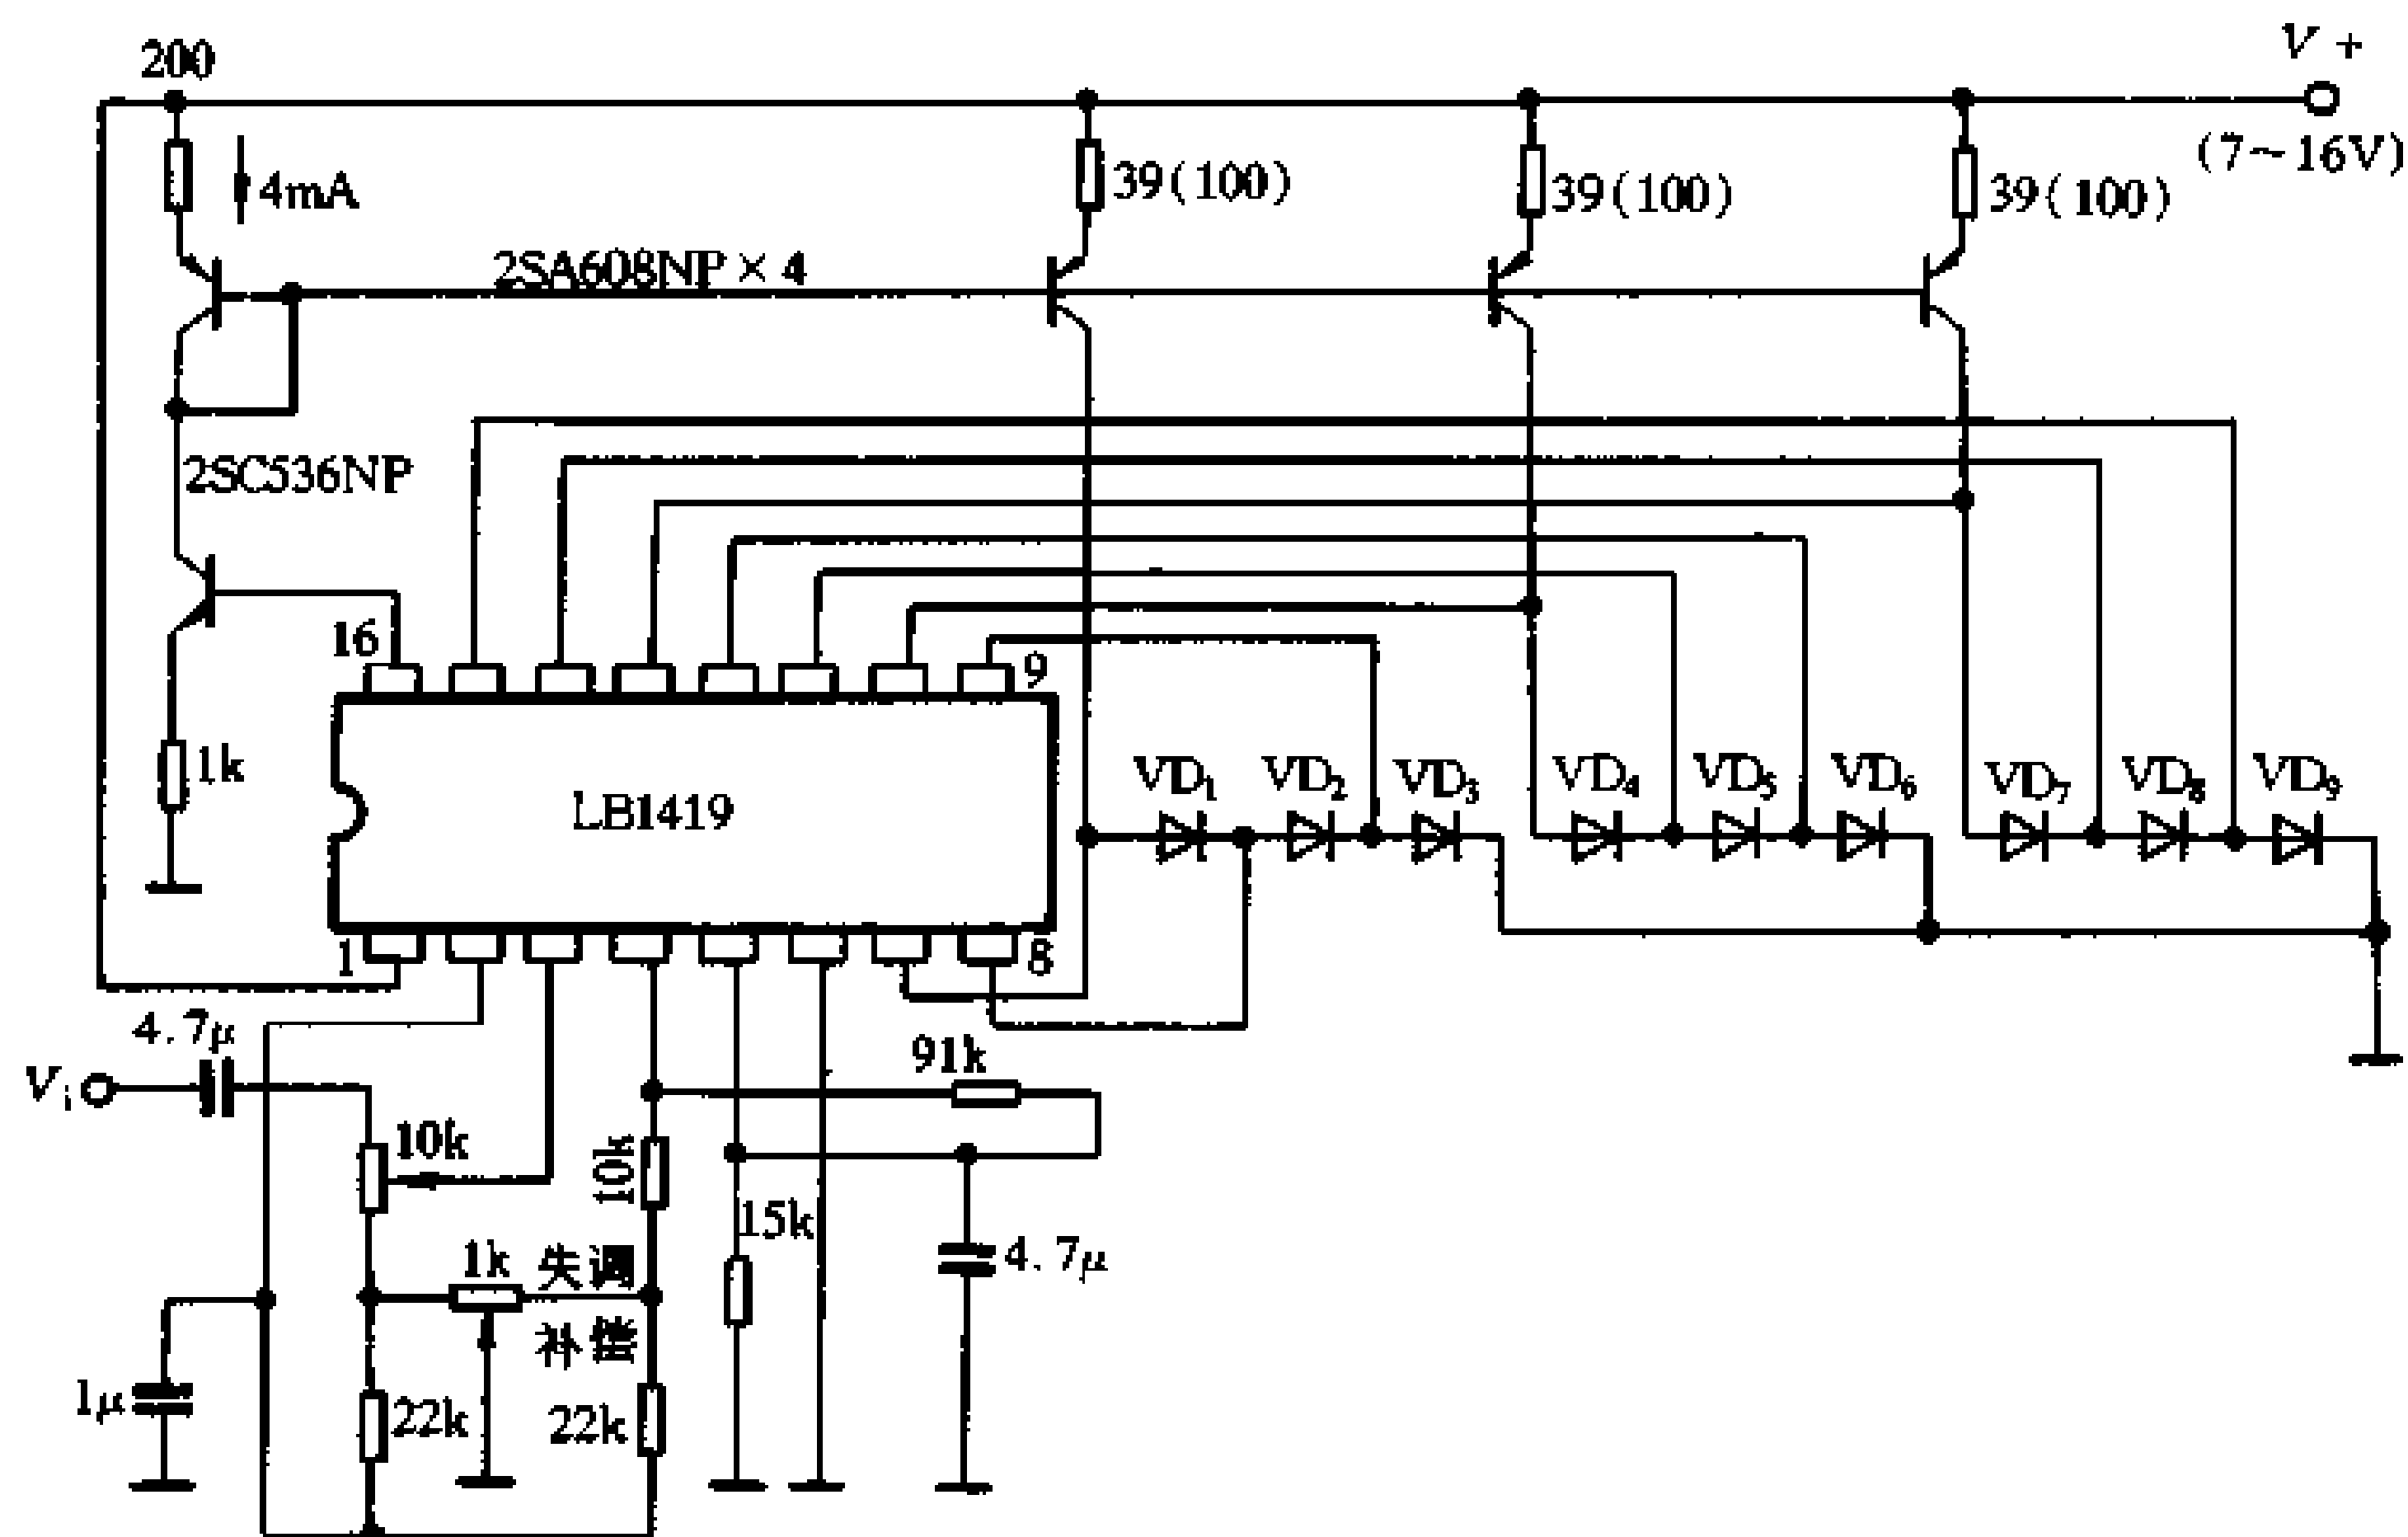 200
V +
(7～16V)
4mA
39(100)
39(100)
39(100)
2SA608NP×4
2SC536NP
16
9
1k
LB1419
VD1
VD2
VD3
VD4
VD5
VD6
VD7
VD8
VD9
1
8
4.7μ
Vi
91k
10k
10k
15k
1k
失调
补偿
4.7μ
1μ
22k
22k